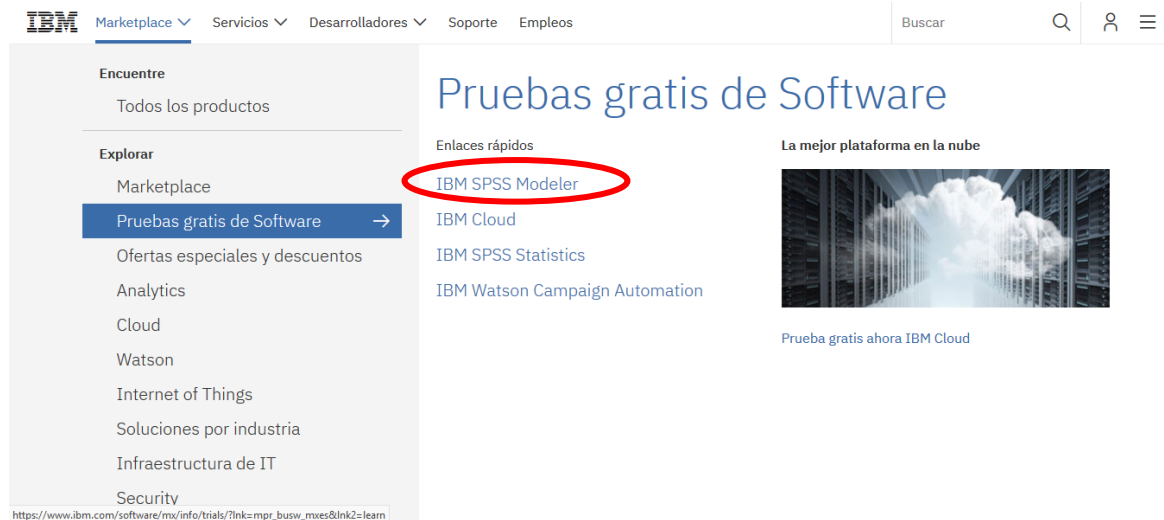 IBM Marketplace Servicios Desarrolladores Soporte Empleos Buscar
Encuentre
Todos los productos
Explorar
Marketplace
Pruebas gratis de Software
Ofertas especiales y descuentos
Analytics
Cloud
Watson
Internet of Things
Soluciones por industria
Infraestructura de IT
Security
https://www.ibm.com/software/mx/info/trials/?lnk=mpr_busw_mxes&lnk2=learn
Pruebas gratis de Software
Enlaces rápidos
IBM SPSS Modeler
IBM Cloud
IBM SPSS Statistics
IBM Watson Campaign Automation
La mejor plataforma en la nube
Prueba gratis ahora IBM Cloud